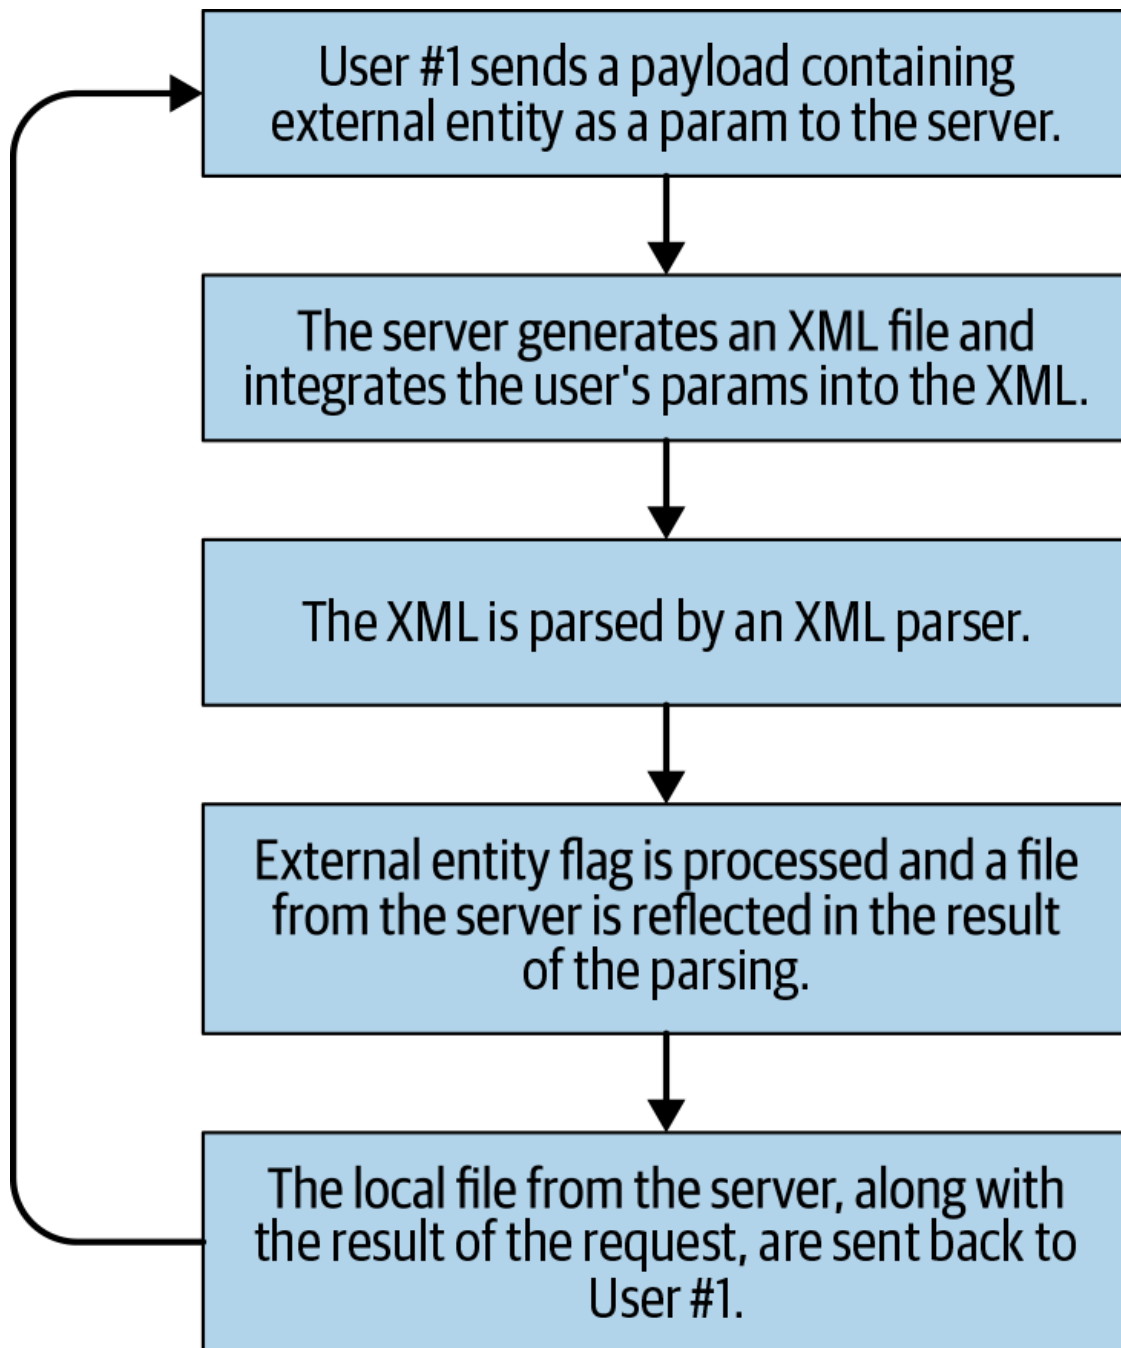 User #1 sends a payload containing
external entity as a param to the server.
The server generates an XML file and
integrates the user's params into the XML.
The XML is parsed by an XML parser.
External entity flag is processed and a file
from the server is reflected in the result
of the parsing.
The local file from the server, along with
the result of the request, are sent back to
User #1.